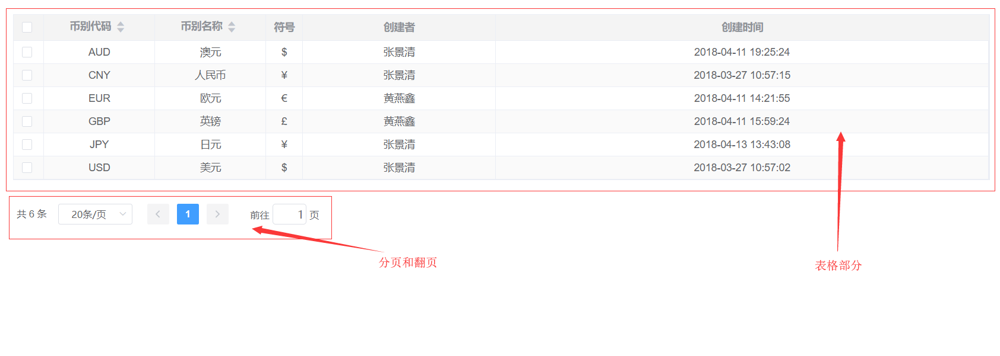 币别代码 币别名称 符号 创建者 创建时间
AUD 澳元 $ 张景清 2018-04-11 19:25:24
CNY 人民币 ¥ 张景清 2018-03-27 10:57:15
EUR 欧元 € 黄燕鑫 2018-04-11 14:21:55
GBP 英镑 £ 黄燕鑫 2018-04-11 15:59:24
JPY 日元 ¥ 张景清 2018-04-13 13:43:08
USD 美元 $ 张景清 2018-03-27 10:57:02
共 6 条 20条/页 1 前往 1 页
分页和翻页
表格部分